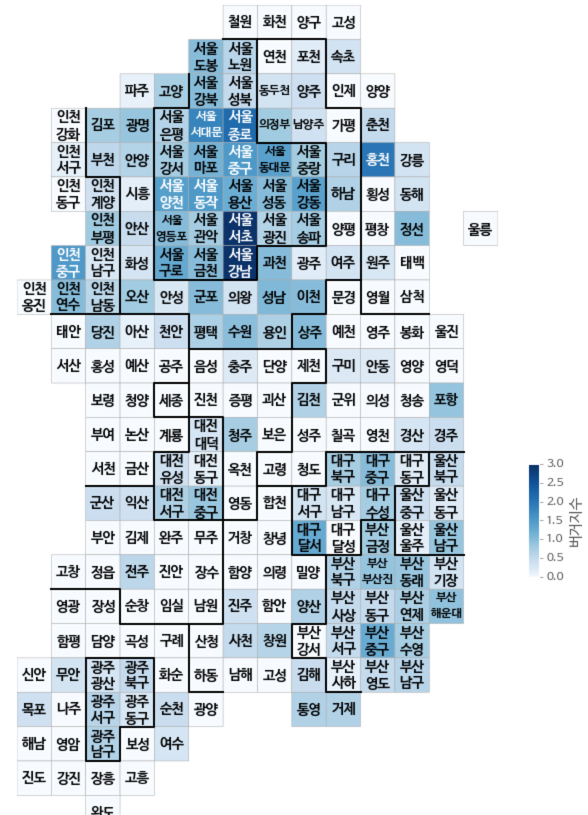 철원 화천 양구 고성
서울 도봉 서울 노원 연천 포천 속초
파주 고양 서울 강북 서울 성북 동두천 양주 인제 양양
인천 강화 김포 광명 서울 은평 서울 서대문 서울 종로 의정부 남양주 가평 춘천
인천 서구 부천 안양 서울 강서 서울 마포 서울 중구 서울 동대문 서울 중랑 구리 홍천 강릉
인천 동구 인천 계양 시흥 서울 양천 서울 동작 서울 용산 서울 성동 서울 강동 하남 횡성 동해
인천 부평 안산 서울 영등포 서울 관악 서울 서초 서울 광진 서울 송파 양평 평창 정선 울릉
인천 중구 인천 남구 화성 서울 구로 서울 금천 서울 강남 과천 광주 여주 원주 태백
인천 옹진 인천 연수 인천 남동 오산 안성 군포 의왕 성남 이천 문경 영월 삼척
태안 당진 아산 천안 평택 수원 용인 상주 예천 영주 봉화 울진
서산 홍성 예산 공주 음성 충주 단양 제천 구미 안동 영양 영덕
보령 청양 세종 진천 증평 괴산 김천 군위 의성 청송 포항
부여 논산 계룡 대전 대덕 청주 보은 성주 칠곡 영천 경산 경주
서천 금산 대전 유성 대전 동구 옥천 고령 청도 대구 북구 대구 중구 대구 동구 울산 북구
군산 익산 대전 서구 대전 중구 영동 합천 대구 서구 대구 남구 대구 수성 울산 중구 울산 동구
부안 김제 완주 무주 거창 창녕 대구 달서 대구 달성 부산 금정 울산 울주 울산 남구
고창 정읍 전주 진안 장수 함양 의령 밀양 부산 북구 부산 부산진 부산 동래 부산 기장
영광 장성 순창 임실 남원 진주 함안 양산 부산 사상 부산 동구 부산 연제 부산 해운대
함평 담양 곡성 구례 산청 사천 창원 부산 강서 부산 서구 부산 중구 부산 수영
신안 무안 광주 광산 광주 북구 화순 하동 남해 고성 김해 부산 사하 부산 영도 부산 남구
목포 나주 광주 서구 광주 동구 순천 광양 통영 거제
해남 영암 광주 남구 보성 여수
진도 강진 장흥 고흥
완도
3.0
2.5
2.0
1.5
1.0
0.5
0.0
버거지수